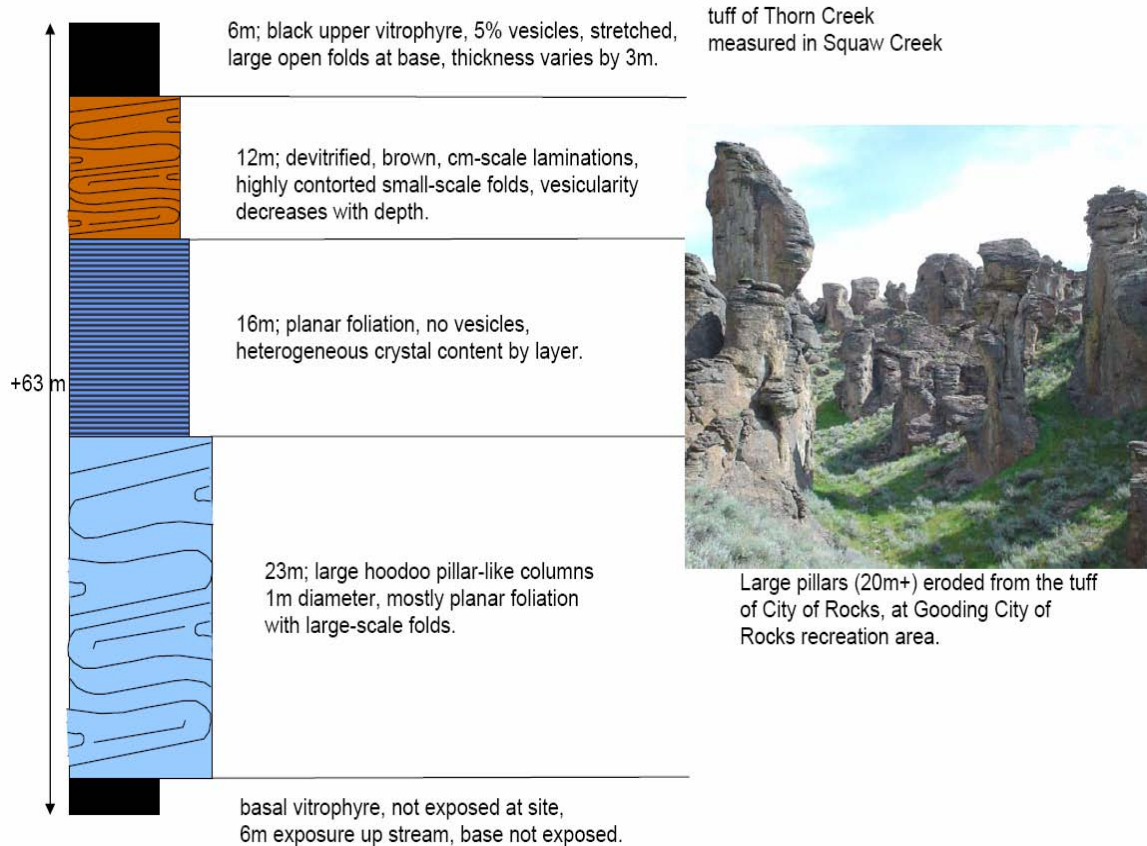 tuff of Thorn Creek
measured in Squaw Creek
6m; black upper vitrophyre, 5% vesicles, stretched,
large open folds at base, thickness varies by 3m.
12m; devitrified, brown, cm-scale laminations,
highly contorted small-scale folds, vesicularity
decreases with depth.
16m; planar foliation, no vesicles,
heterogeneous crystal content by layer.
+63 m
23m; large hoodoo pillar-like columns
1m diameter, mostly planar foliation
with large-scale folds.
Large pillars (20m+) eroded from the tuff
of City of Rocks, at Gooding City of
Rocks recreation area.
basal vitrophyre, not exposed at site,
6m exposure up stream, base not exposed.